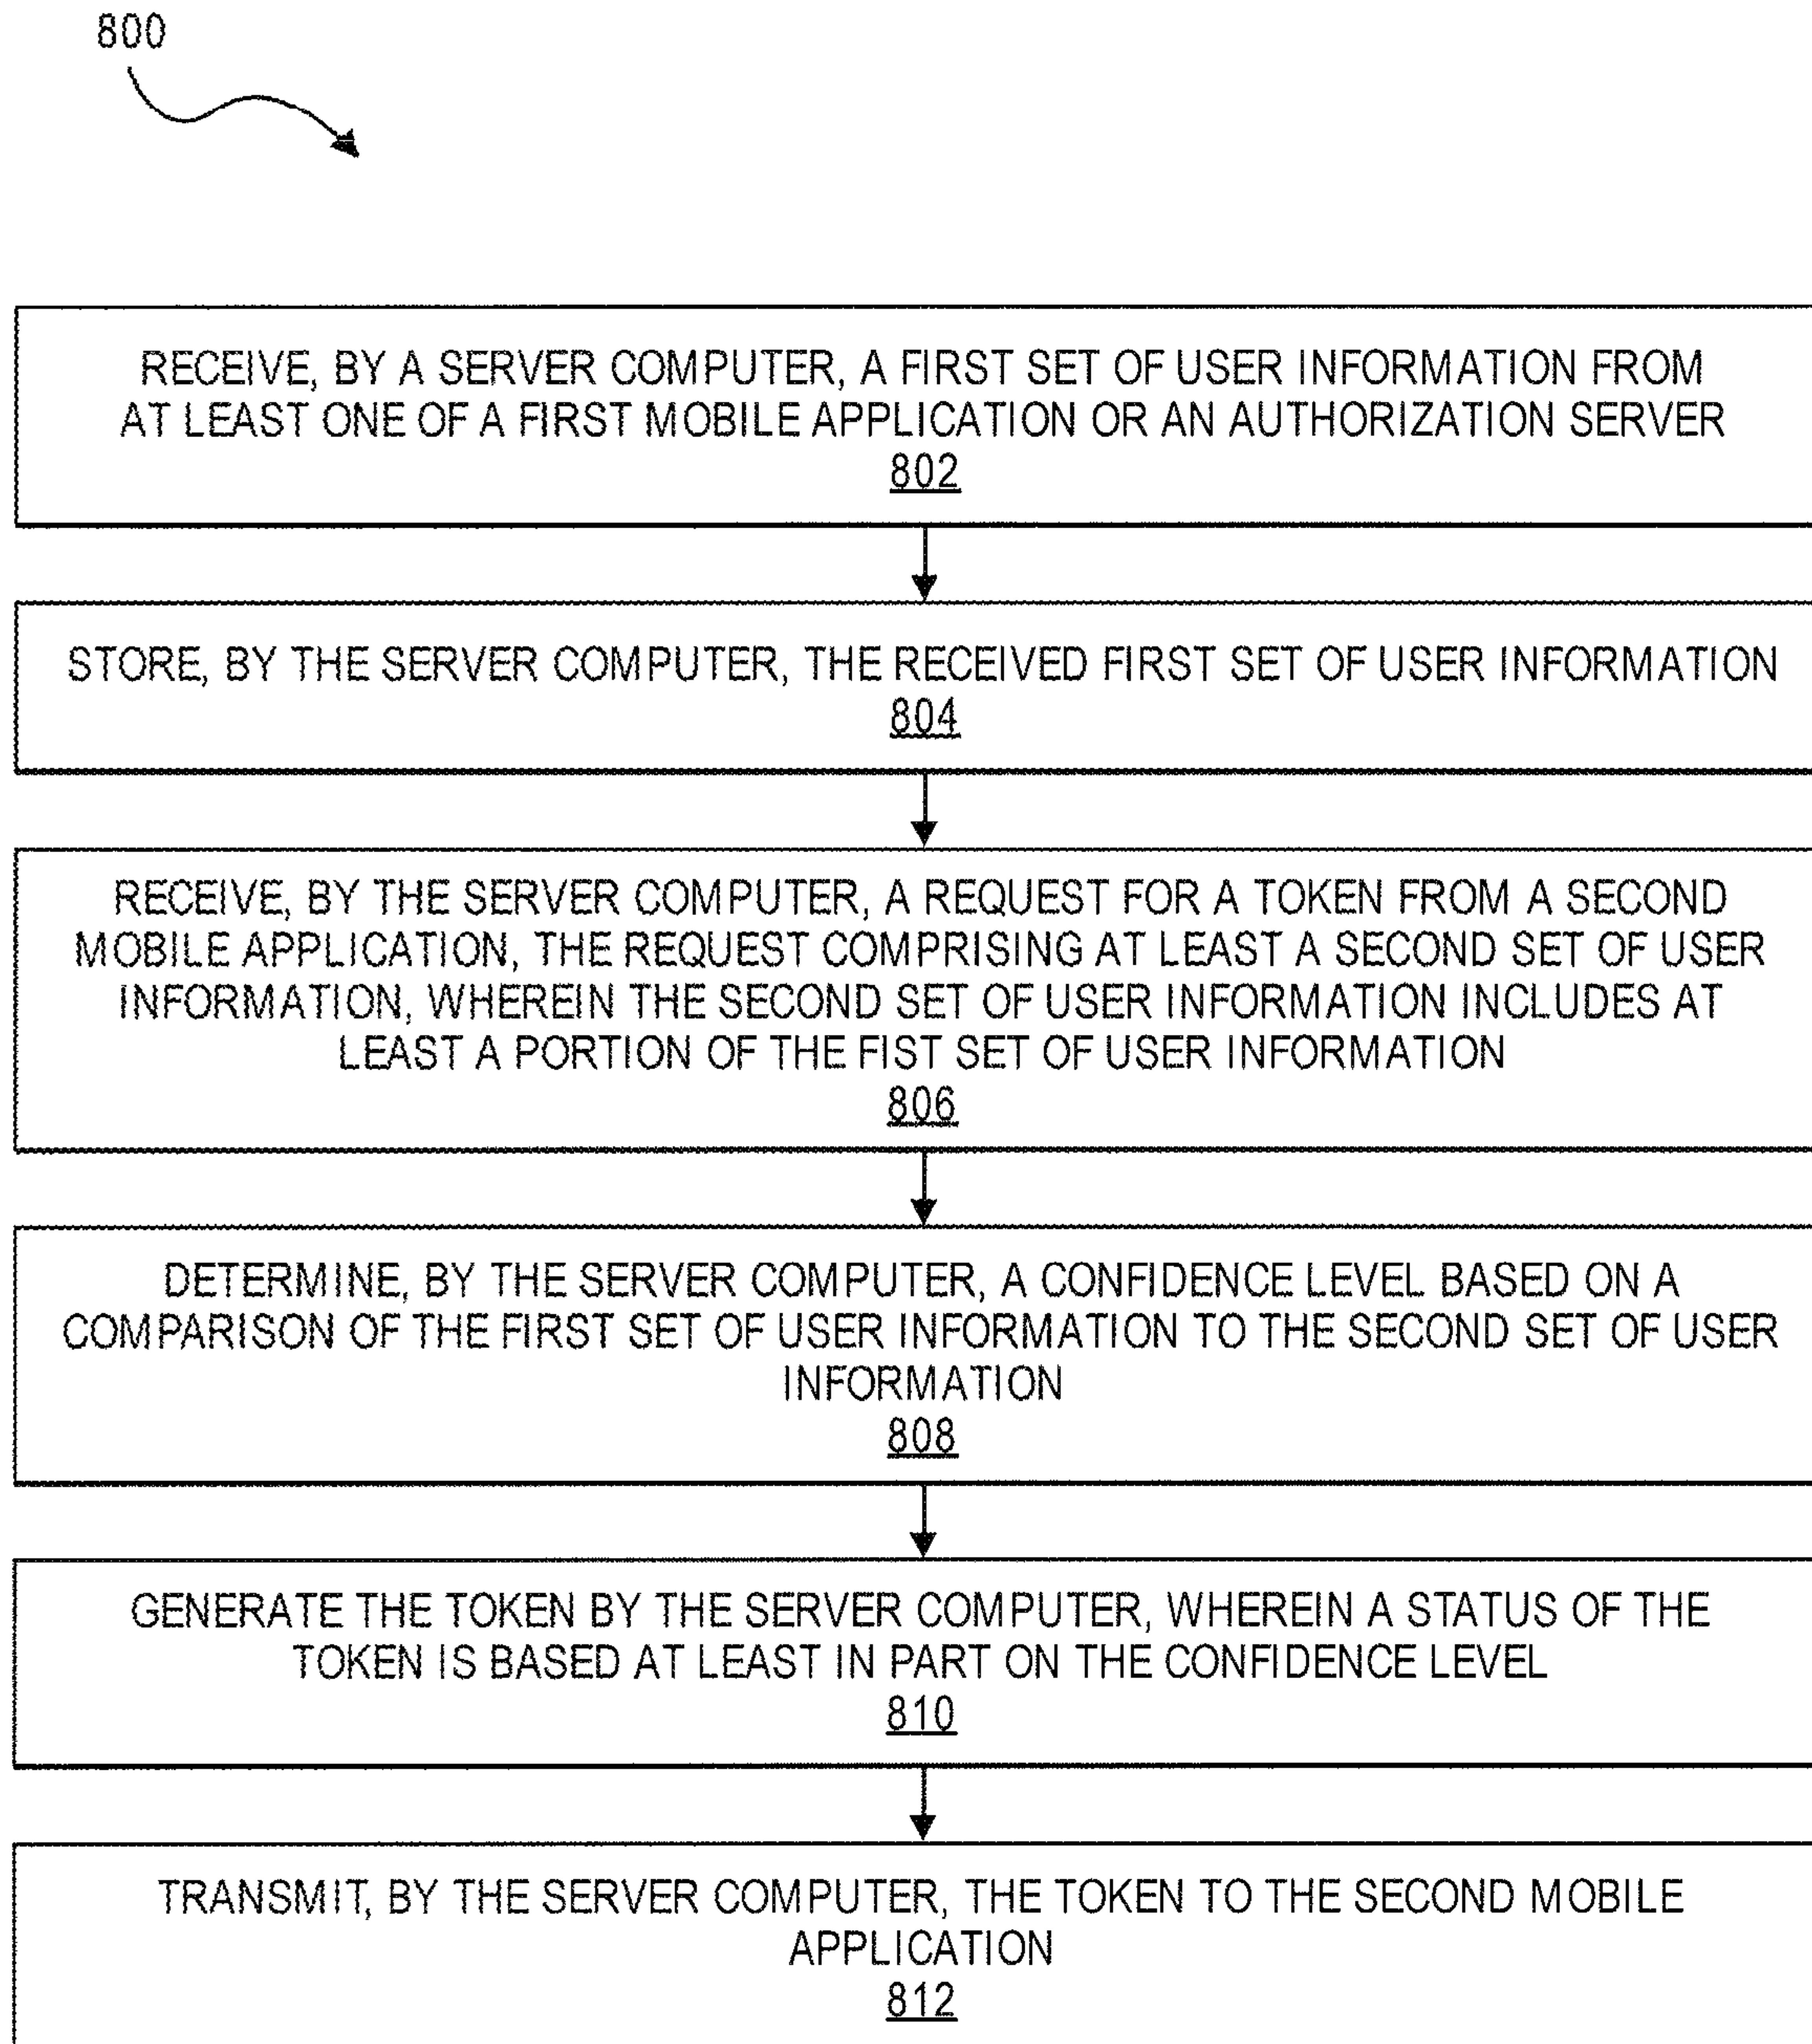 800
RECEIVE, BY A SERVER COMPUTER, A FIRST SET OF USER INFORMATION FROM
AT LEAST ONE OF A FIRST MOBILE APPLICATION OR AN AUTHORIZATION SERVER
802
STORE, BY THE SERVER COMPUTER, THE RECEIVED FIRST SET OF USER INFORMATION
804
RECEIVE, BY THE SERVER COMPUTER, A REQUEST FOR A TOKEN FROM A SECOND
MOBILE APPLICATION, THE REQUEST COMPRISING AT LEAST A SECOND SET OF USER
INFORMATION, WHEREIN THE SECOND SET OF USER INFORMATION INCLUDES AT
LEAST A PORTION OF THE FIST SET OF USER INFORMATION
806
DETERMINE, BY THE SERVER COMPUTER, A CONFIDENCE LEVEL BASED ON A
COMPARISON OF THE FIRST SET OF USER INFORMATION TO THE SECOND SET OF USER
INFORMATION
808
GENERATE THE TOKEN BY THE SERVER COMPUTER, WHEREIN A STATUS OF THE
TOKEN IS BASED AT LEAST IN PART ON THE CONFIDENCE LEVEL
810
TRANSMIT, BY THE SERVER COMPUTER, THE TOKEN TO THE SECOND MOBILE
APPLICATION
812